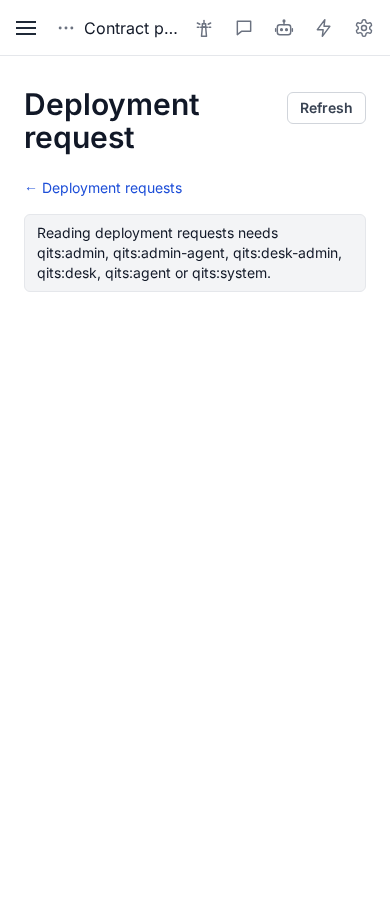 Contract p...
Deployment
request
Refresh
← Deployment requests
Reading deployment requests needs
qits:admin, qits:admin-agent, qits:desk-admin,
qits:desk, qits:agent or qits:system.